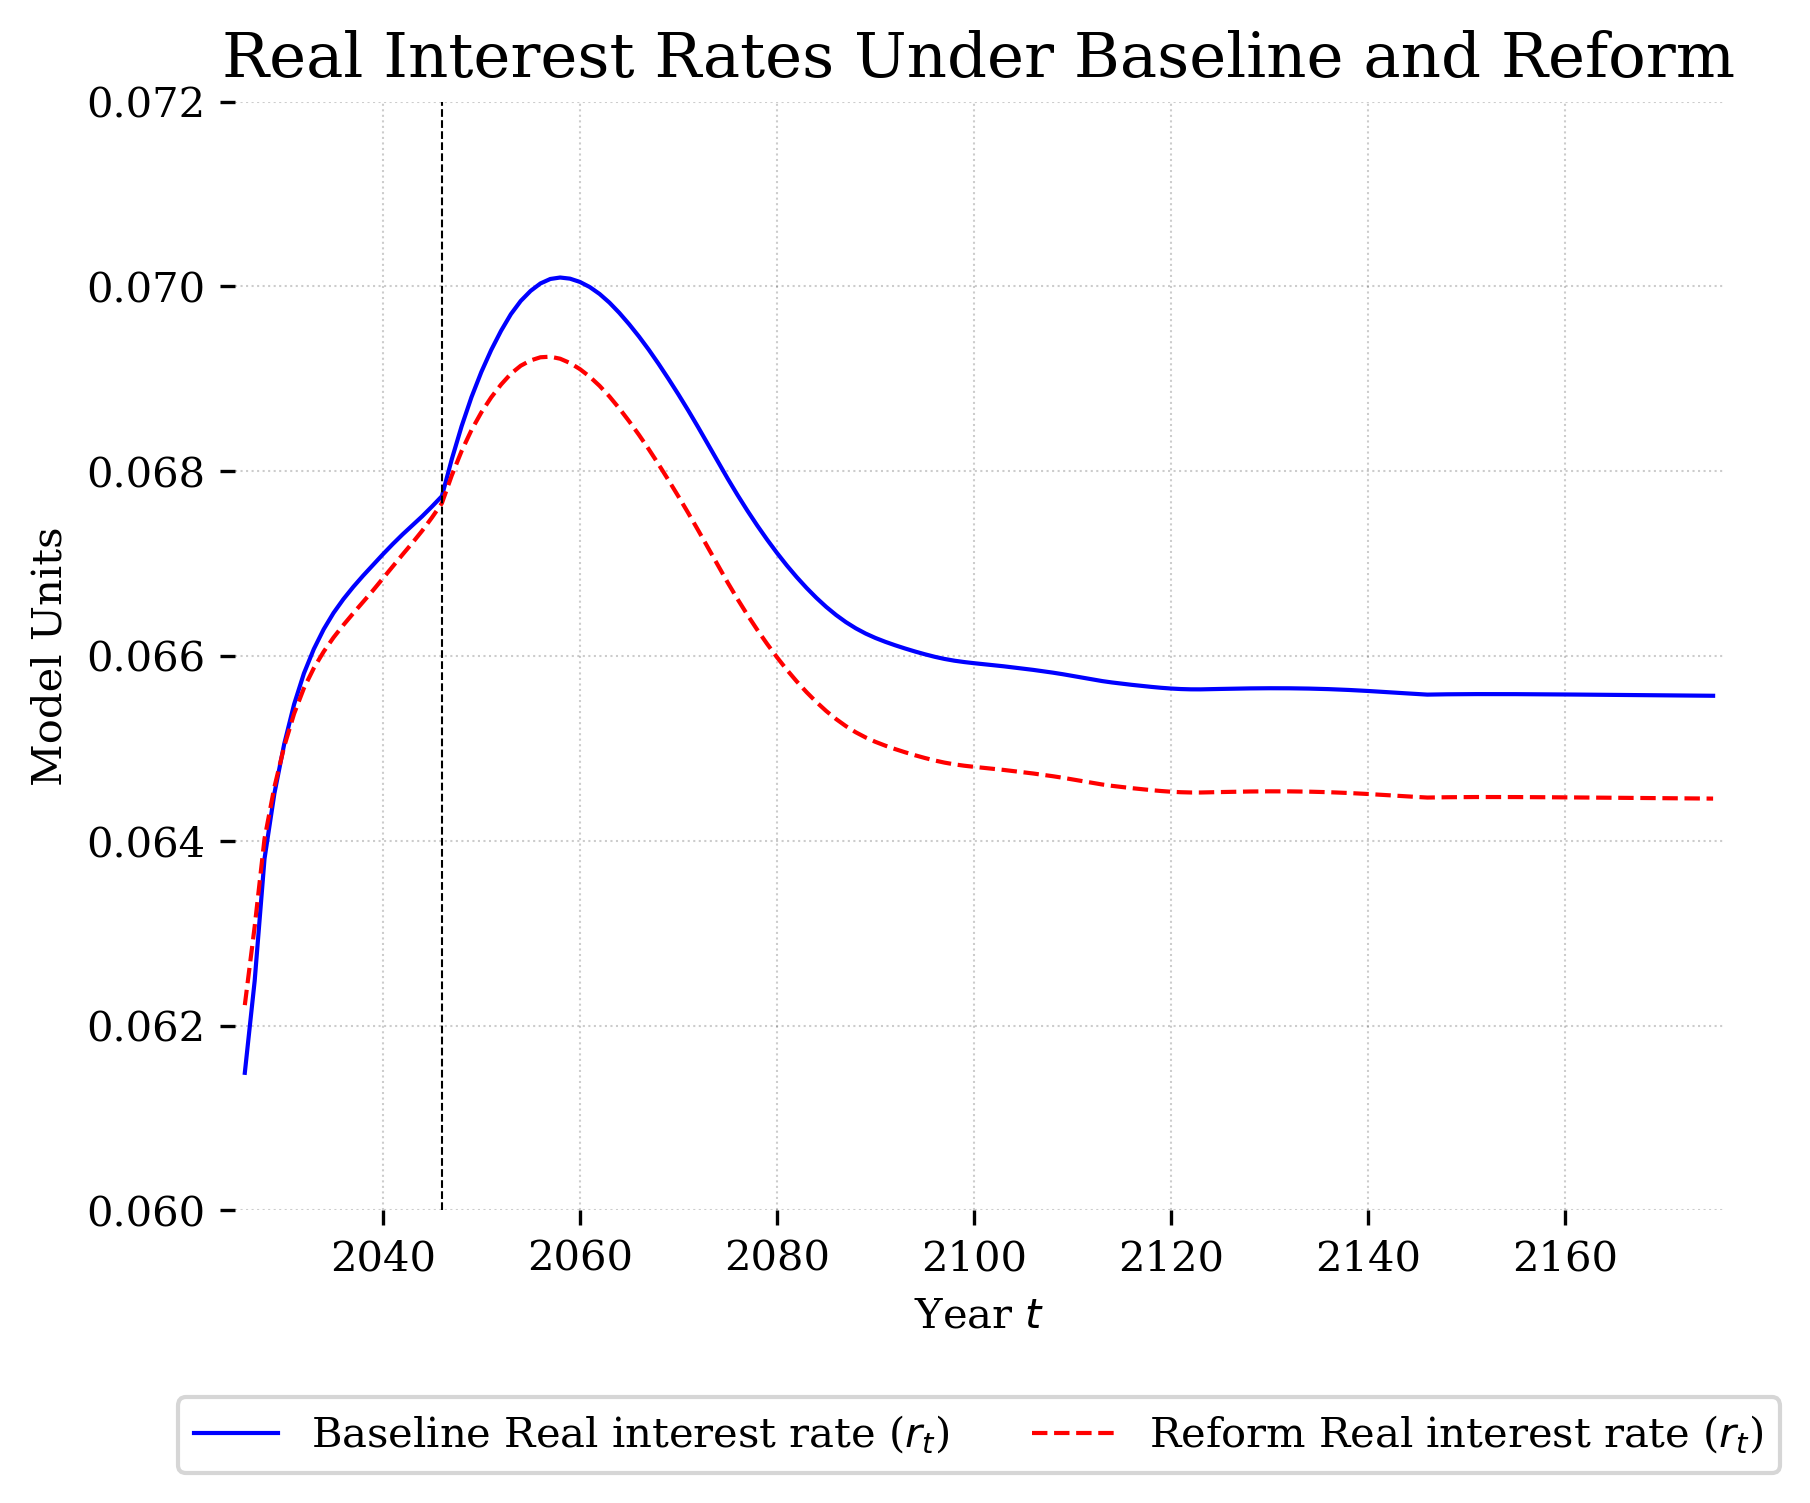 Real Interest Rates Under Baseline and Reform
0.072
0.070
0.068
0.066
0.064
0.062
0.060
Model Units
2040 2060 2080 2100 2120 2140 2160
Year t
Baseline Real interest rate (rₜ) Reform Real interest rate (rₜ)